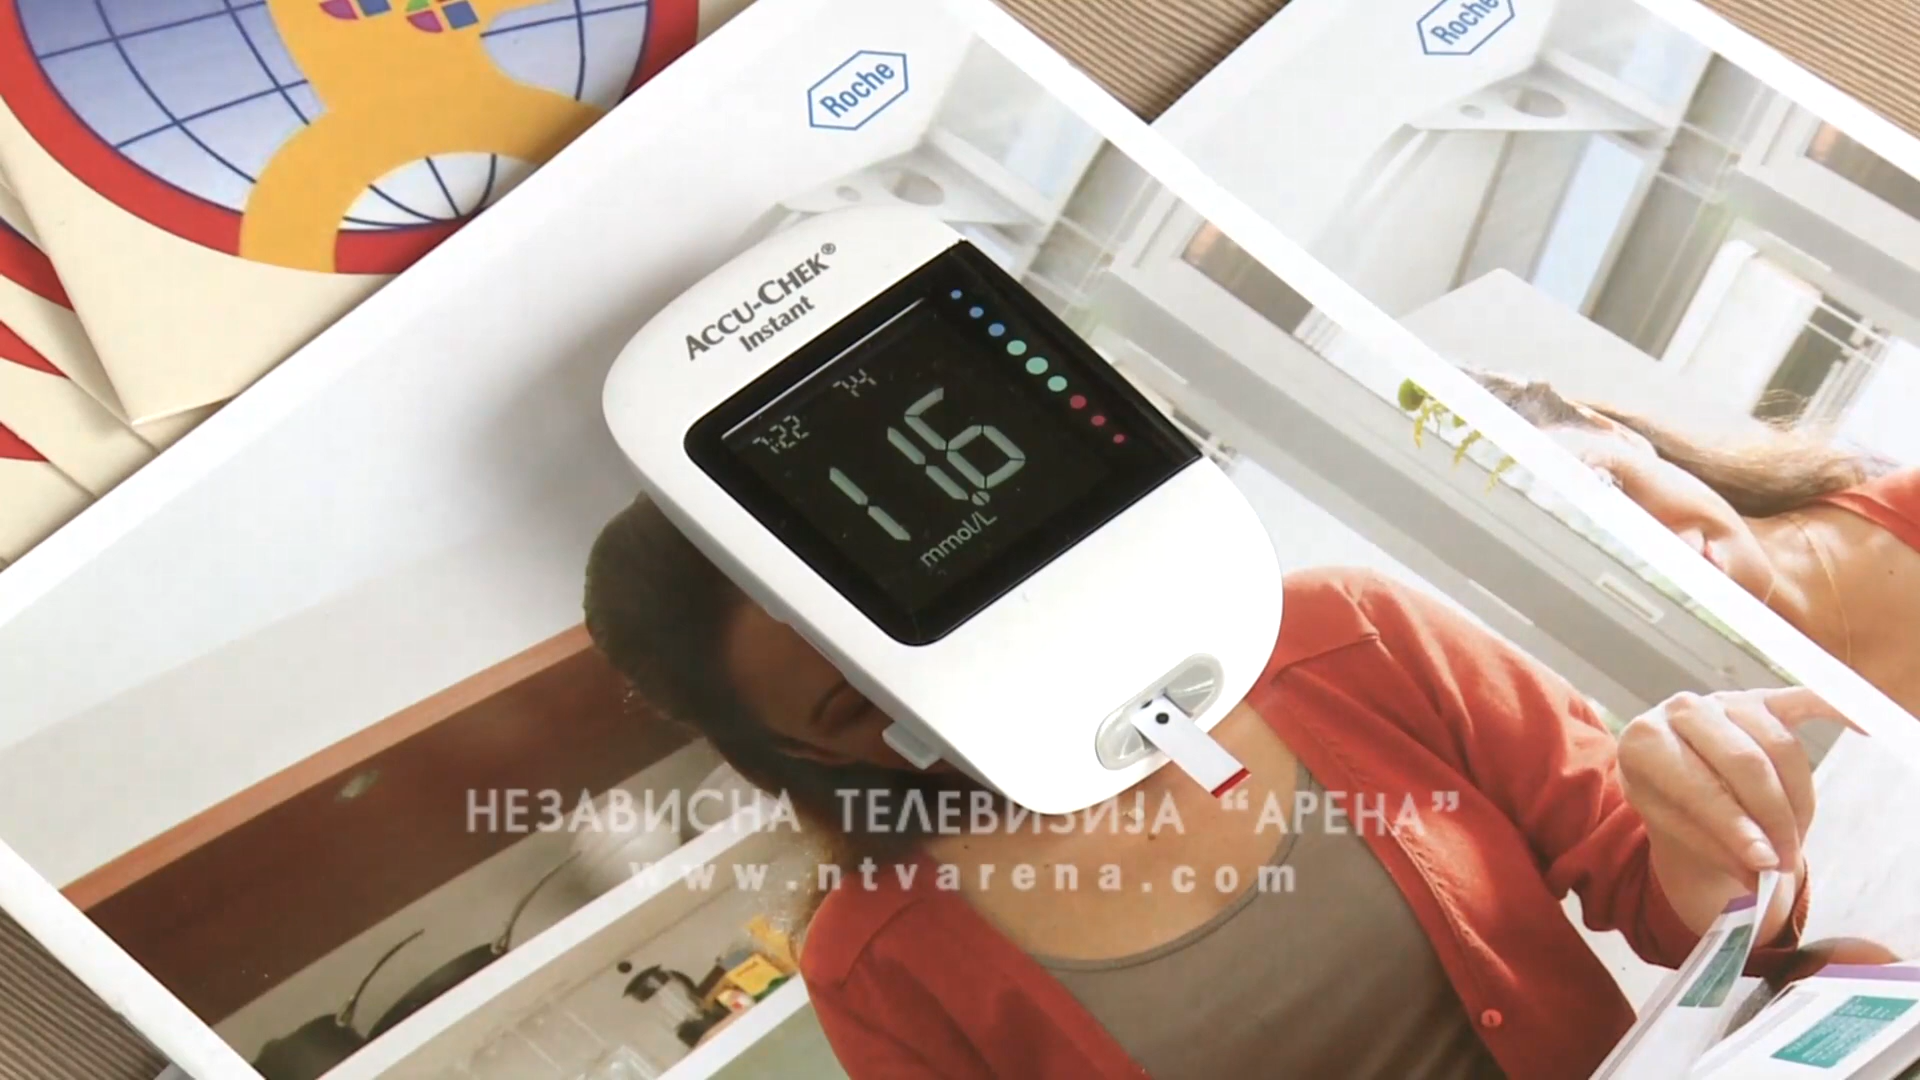 Roche
Roche
ACCU-CHEK®
Instant
7:22 7.4
11.6
mmol/L
НЕЗАВИСНА ТЕЛЕВИЗИЈА “АРЕНА”
www.ntvarena.com